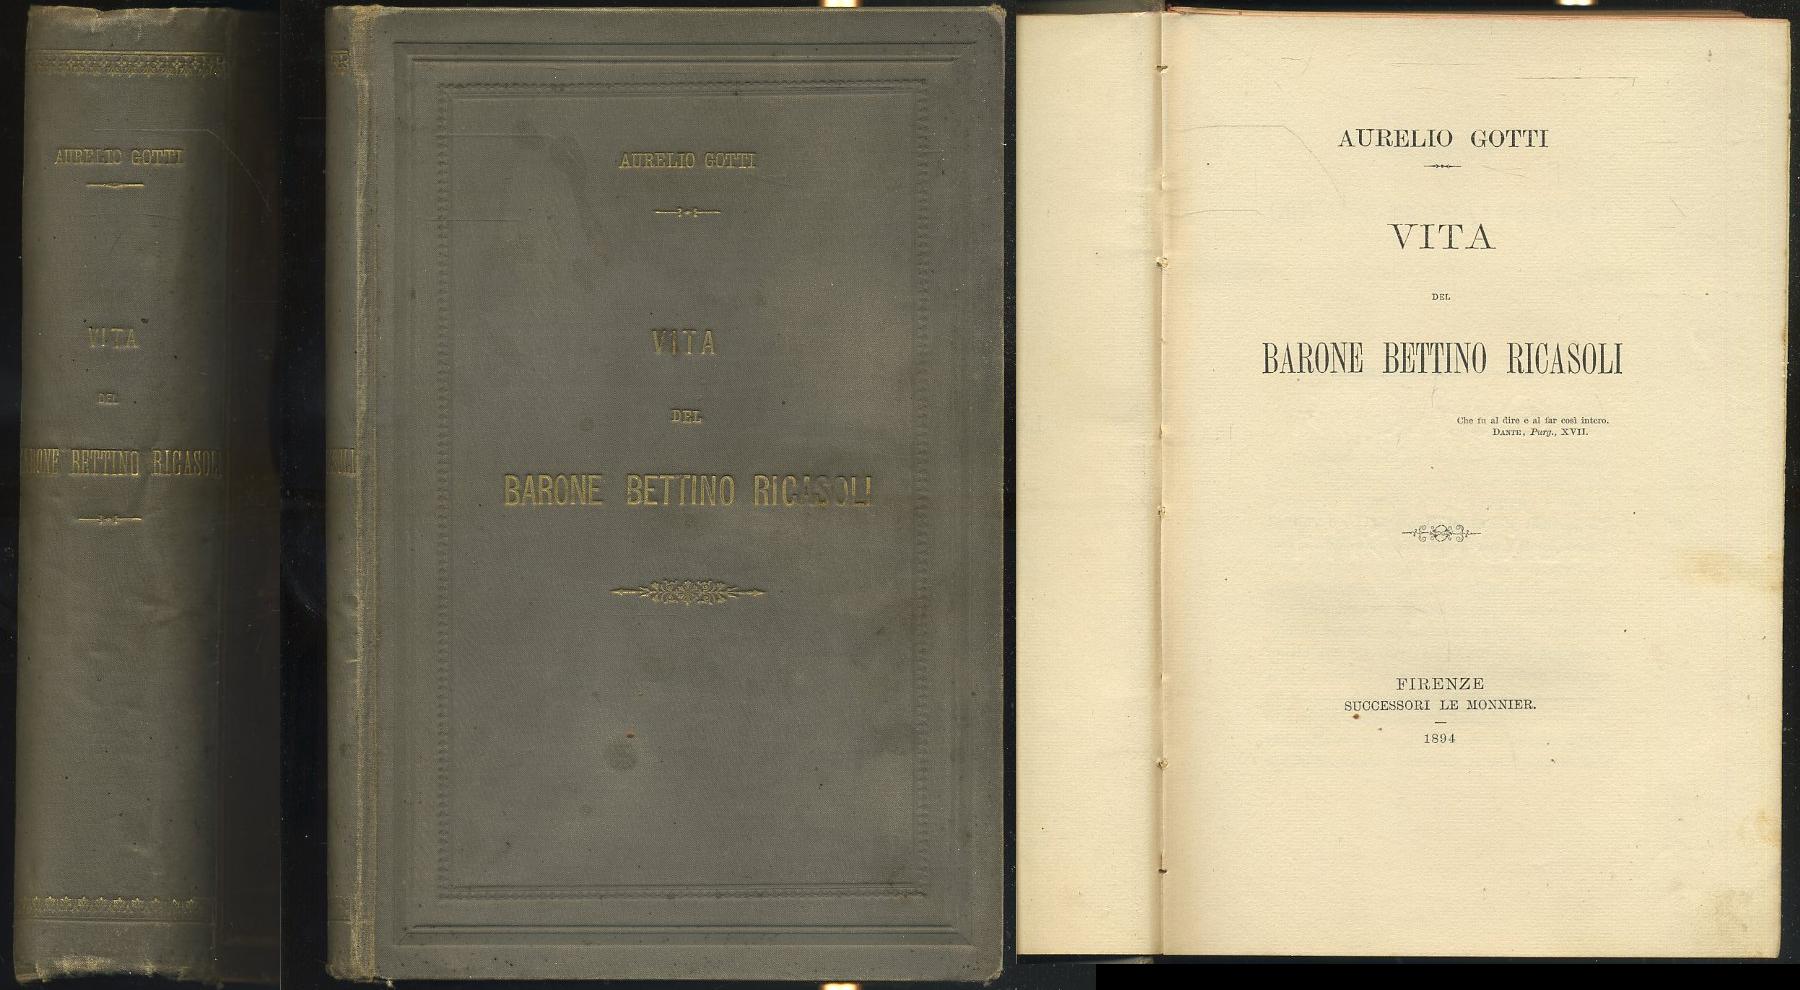 AURELIO GOTTI
VITA
DEL
BARONE BETTINO RICASOLI
AURELIO GOTTI
VITA
DEL
BARONE BETTINO RICASOLI
AURELIO GOTTI
VITA
DEL
BARONE BETTINO RICASOLI
Che fu al dire e al far così intero.
DANTE, Purg., XVII.
FIRENZE
SUCCESSORI LE MONNIER.
1894